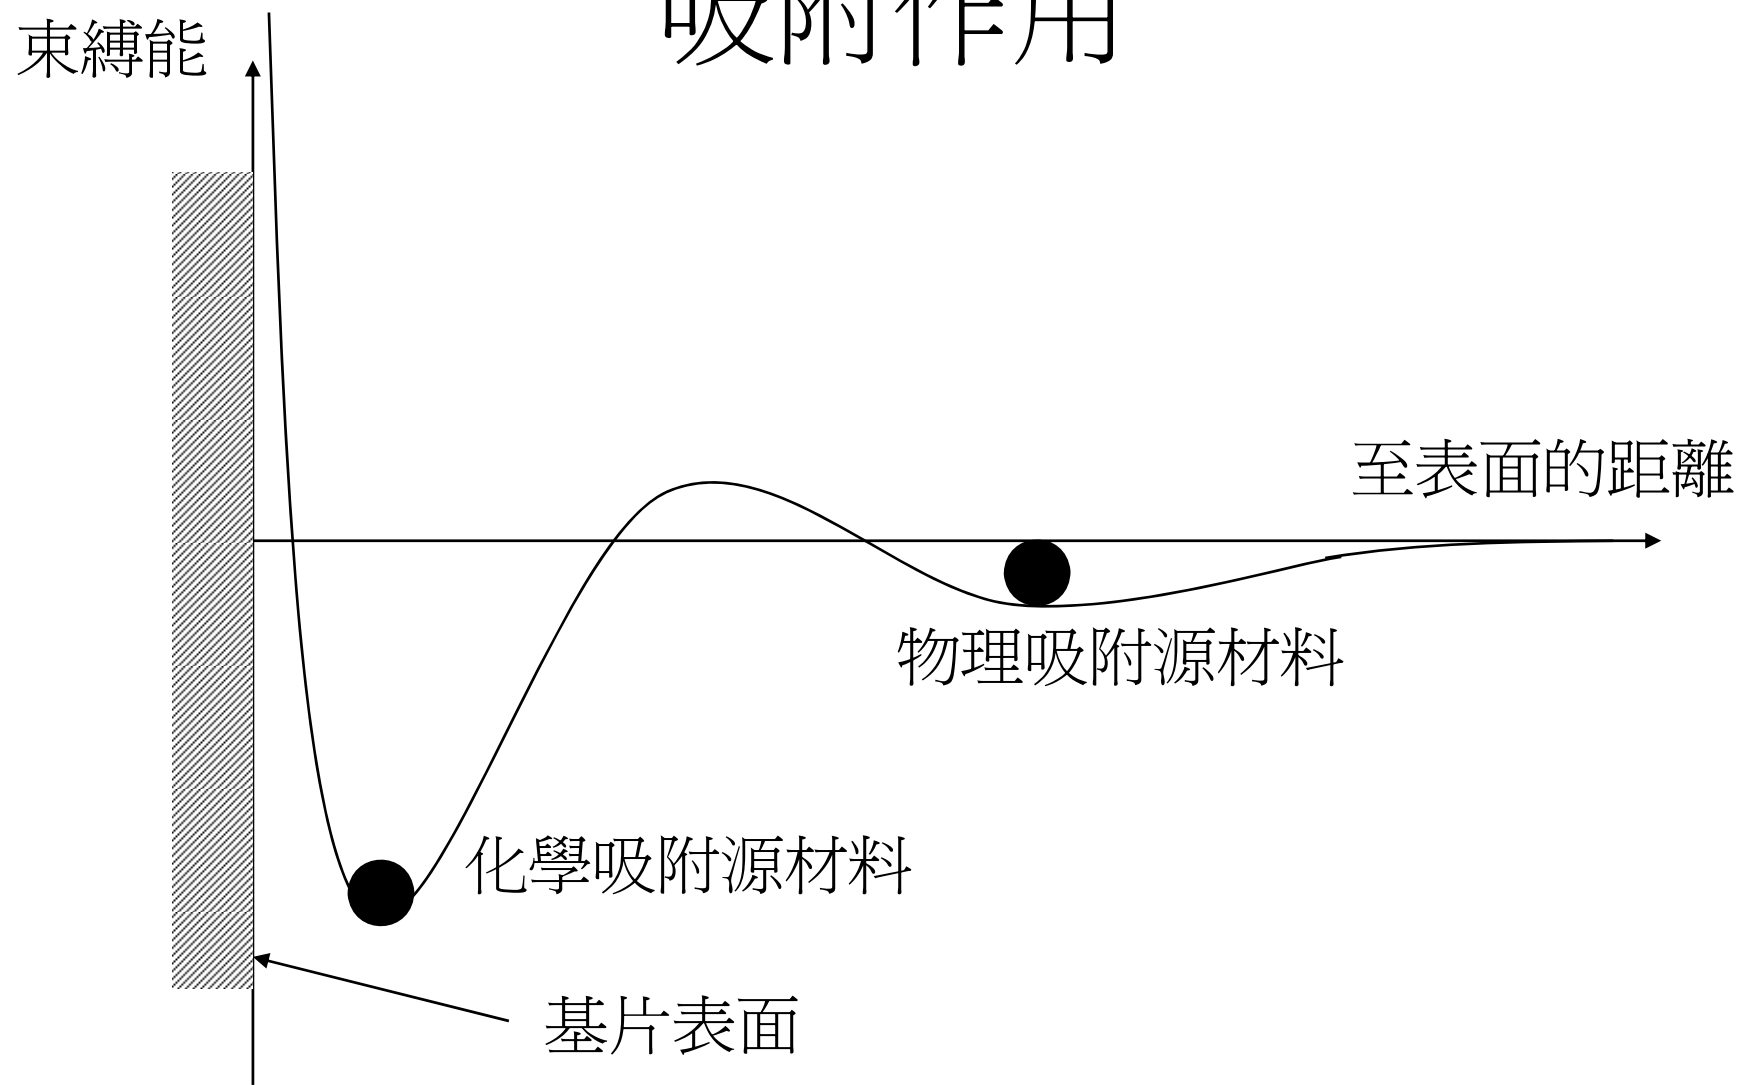 吸附作用
束縛能
至表面的距離
物理吸附源材料
化學吸附源材料
基片表面